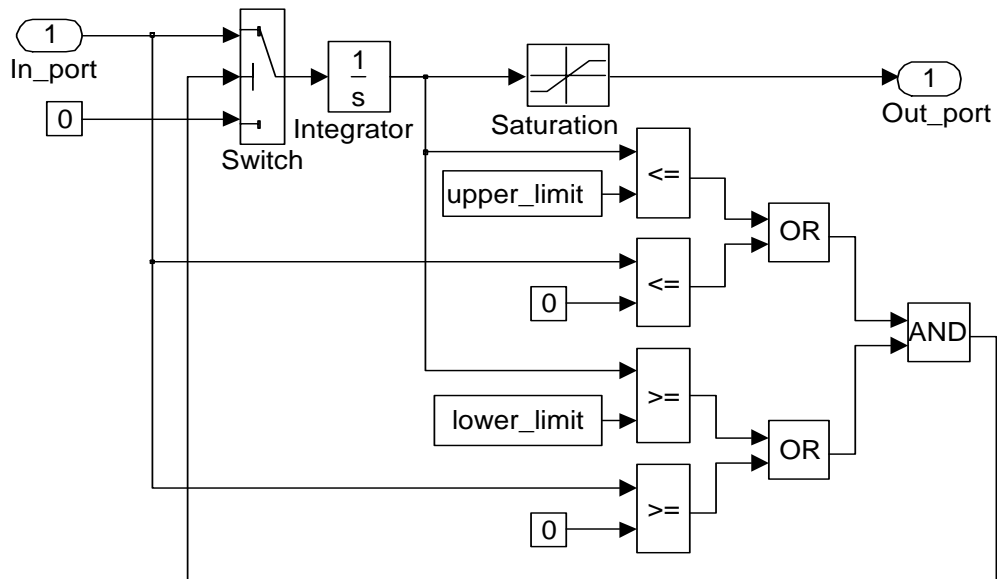 1
In_port
0
Switch
1
s
Integrator
Saturation
1
Out_port
<=
upper_limit
OR
<=
0
AND
>=
lower_limit
OR
>=
0